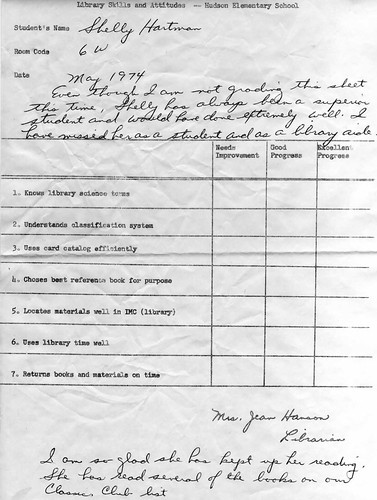 Library Skills and Attitudes -- Hudson Elementary School
Student's Name Shelly Hartman
Room Code 6 W
Date May 1974
Even though I am not grading this sheet
this time, Shelly has always been a superior
student and would have done eftremely well. I
have missed her as a student and as a library aide.
Needs Improvement Good Progress Excellent Progress
1. Knows library science terms
2. Understands classification system
3. Uses card catalog efficiently
4. Choses best reference book for purpose
5. Locates materials well in IMC (library)
6. Uses library time well
7. Returns books and materials on time
Mrs. Jean Hanson
Librarian
I am so glad she has kept up her reading.
She has read several of the books on our
Classics Club list